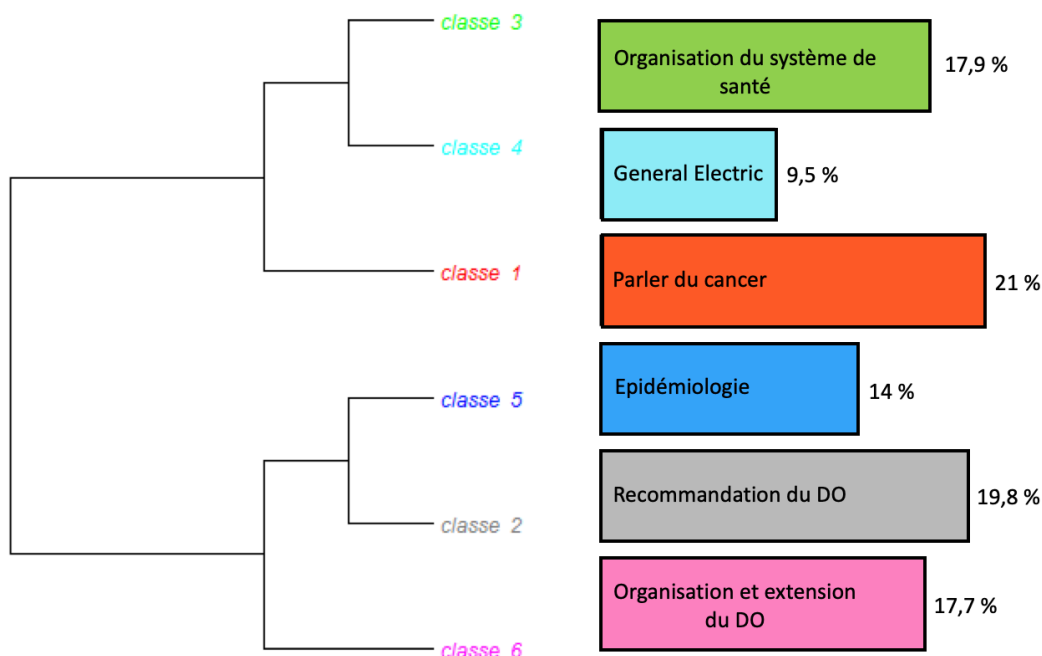 classe 3
Organisation du système de
santé
17,9 %
classe 4
General Electric
9,5 %
classe 1
Parler du cancer
21 %
classe 5
Epidémiologie
14 %
classe 2
Recommandation du DO
19,8 %
classe 6
Organisation et extension
du DO
17,7 %